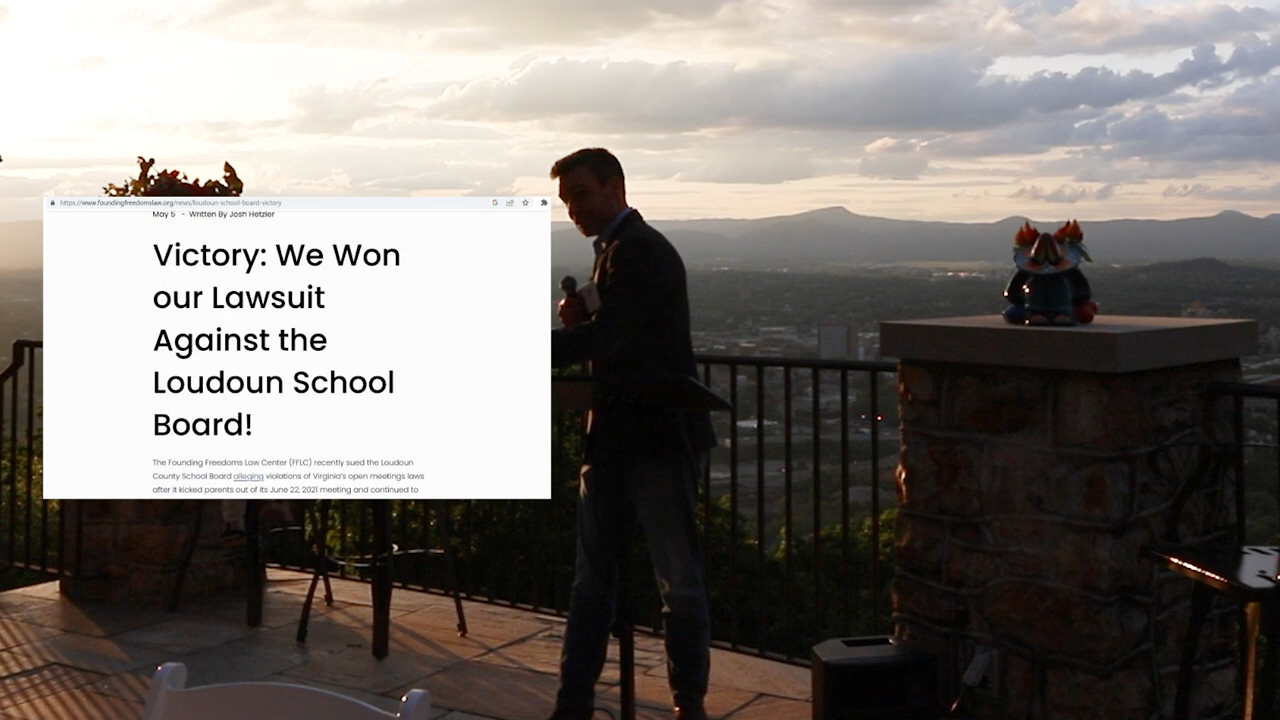 https://www.foundingfreedomslaw.org/news/loudoun-school-board-victory
May 5 - Written By Josh Hetzler
Victory: We Won
our Lawsuit
Against the
Loudoun School
Board!
The Founding Freedoms Law Center (FFLC) recently sued the Loudoun
County School Board alleging violations of Virginia's open meetings laws
after it kicked parents out of its June 22, 2021 meeting and continued to